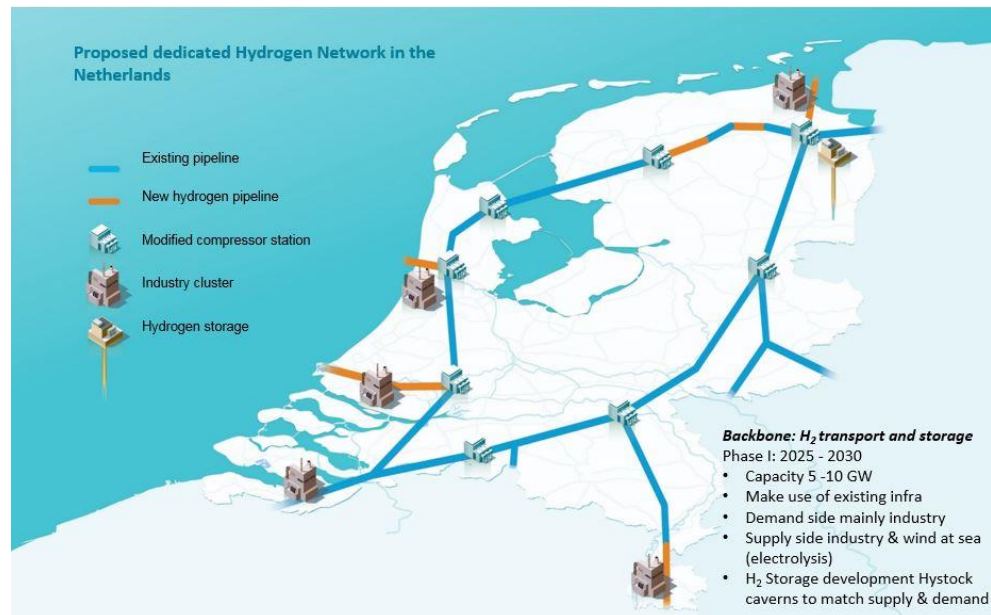 Proposed dedicated Hydrogen Network in the
Netherlands
Existing pipeline
New hydrogen pipeline
Modified compressor station
Industry cluster
Hydrogen storage
Backbone: H₂ transport and storage
Phase I: 2025 - 2030
• Capacity 5 -10 GW
• Make use of existing infra
• Demand side mainly industry
• Supply side industry & wind at sea
(electrolysis)
• H₂ Storage development Hystock
caverns to match supply & demand